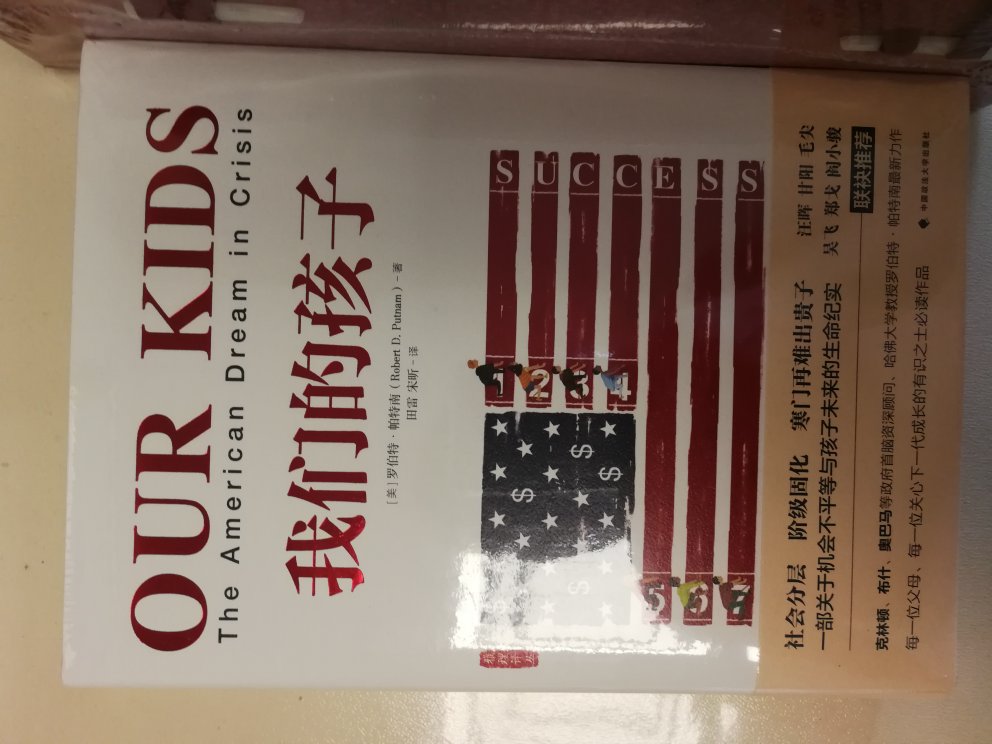 OUR KIDS
The American Dream in Crisis
我们的孩子
[美]罗伯特·帕特南（Robert D. Putnam）－著
田雷 宋昕－译
1 SUCCESS
2
3
4
5
6
7
社会分层 阶级固化 寒门再难出贵子
一部关于机会不平等与孩子未来的生命纪实
汪晖 甘阳 毛尖
吴飞 郑戈 阎小骏
联袂推荐
克林顿、布什、奥巴马等政府首脑资深顾问、哈佛大学教授罗伯特·帕特南最新力作
每一位父母、每一位关心下一代成长的有识之士必读作品
中国政法大学出版社